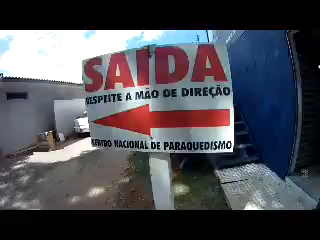 SAÍDA
RESPEITE A MÃO DE DIREÇÃO
CENTRO NACIONAL DE PARAQUEDISMO